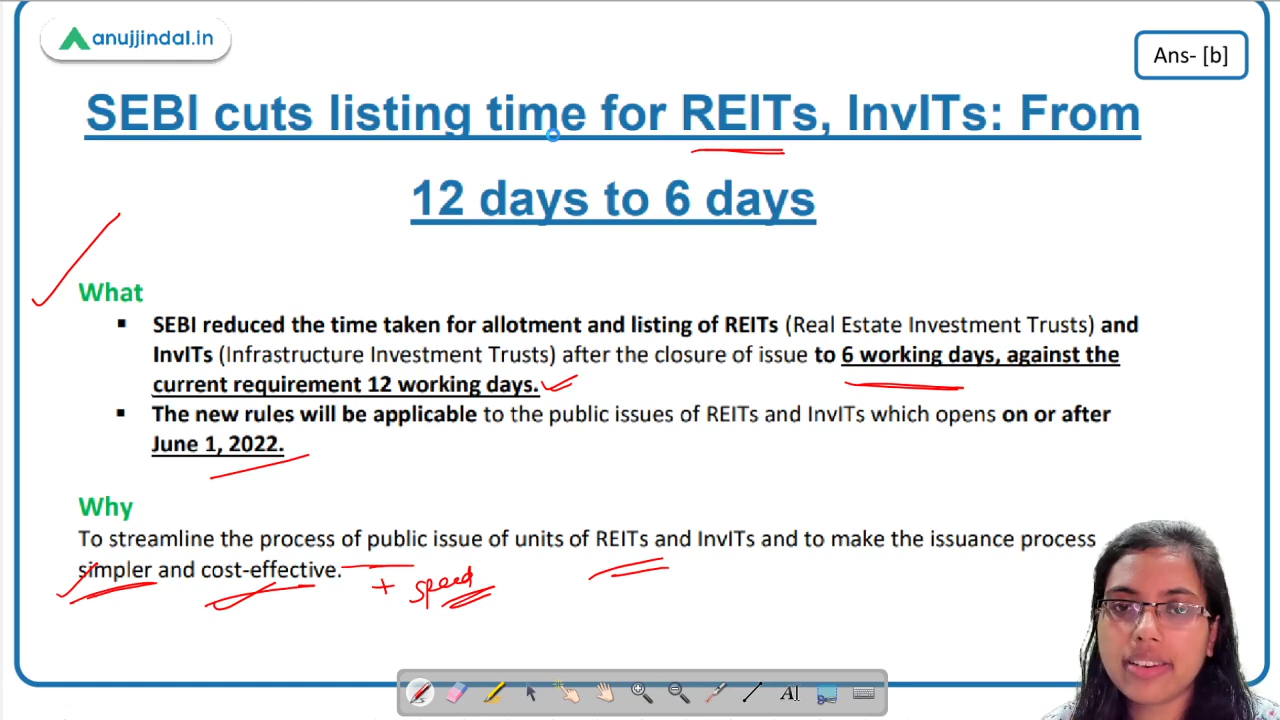 anujjindal.in
Ans- [b]
SEBI cuts listing time for REITs, InvITs: From
12 days to 6 days
What
▪ SEBI reduced the time taken for allotment and listing of REITs (Real Estate Investment Trusts) and
InvITs (Infrastructure Investment Trusts) after the closure of issue to 6 working days, against the
current requirement 12 working days.
▪ The new rules will be applicable to the public issues of REITs and InvITs which opens on or after
June 1, 2022.
Why
To streamline the process of public issue of units of REITs and InvITs and to make the issuance process
simpler and cost-effective.
+ speed